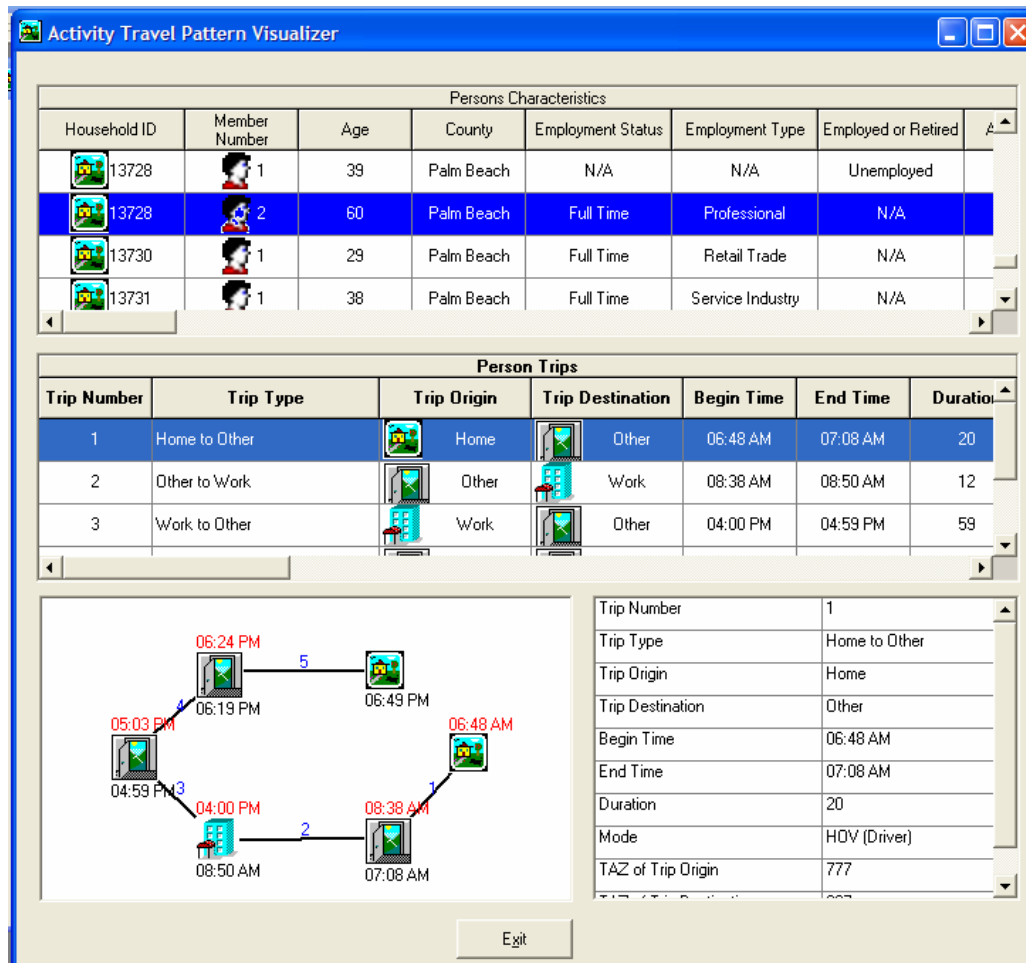 Activity Travel Pattern Visualizer
Persons Characteristics
Household ID Member Number Age County Employment Status Employment Type Employed or Retired A
13728 1 39 Palm Beach N/A N/A Unemployed
13728 2 60 Palm Beach Full Time Professional N/A
13730 1 29 Palm Beach Full Time Retail Trade N/A
13731 1 38 Palm Beach Full Time Service Industry N/A
Person Trips
Trip Number Trip Type Trip Origin Trip Destination Begin Time End Time Duration
1 Home to Other Home Other 06:48 AM 07:08 AM 20
2 Other to Work Other Work 08:38 AM 08:50 AM 12
3 Work to Other Work Other 04:00 PM 04:59 PM 59
06:24 PM
5
06:19 PM
06:49 PM
4
05:03 PM
06:48 AM
04:59 PM
3
1
04:00 PM
08:38 AM
2
08:50 AM
07:08 AM
Trip Number 1
Trip Type Home to Other
Trip Origin Home
Trip Destination Other
Begin Time 06:48 AM
End Time 07:08 AM
Duration 20
Mode HOV (Driver)
TAZ of Trip Origin 777
Exit